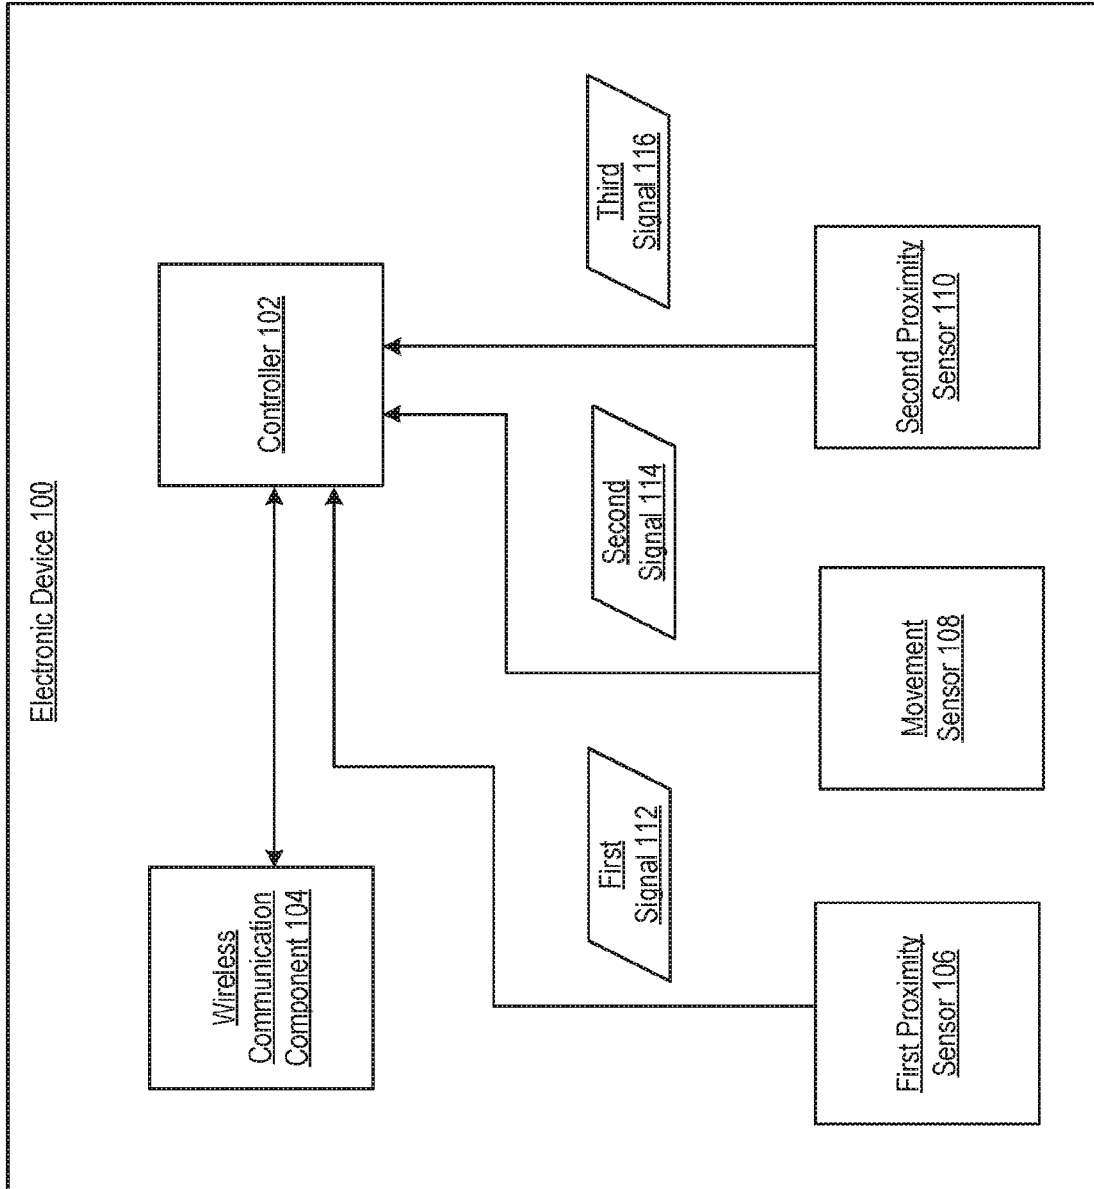 Electronic Device 100
Wireless
Communication
Component 104
Controller 102
First
Signal 112
Second
Signal 114
Third
Signal 116
First Proximity
Sensor 106
Movement
Sensor 108
Second Proximity
Sensor 110